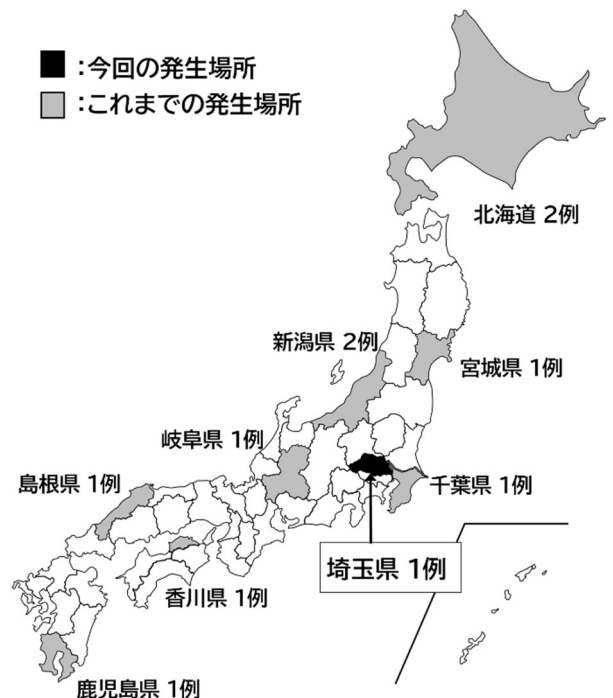 ：今回の発生場所
：これまでの発生場所
北海道 2例
新潟県 2例
宮城県 1例
岐阜県 1例
島根県 1例
千葉県 1例
埼玉県 1例
香川県 1例
鹿児島県 1例